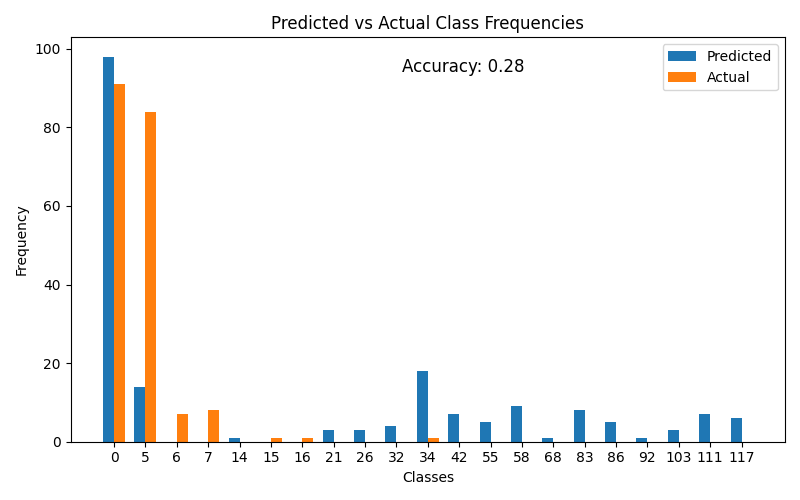 Predicted vs Actual Class Frequencies
Accuracy: 0.28
Predicted
Actual
Frequency
100
80
60
40
20
0
0 5 6 7 14 15 16 21 26 32 34 42 55 58 68 83 86 92 103 111 117
Classes